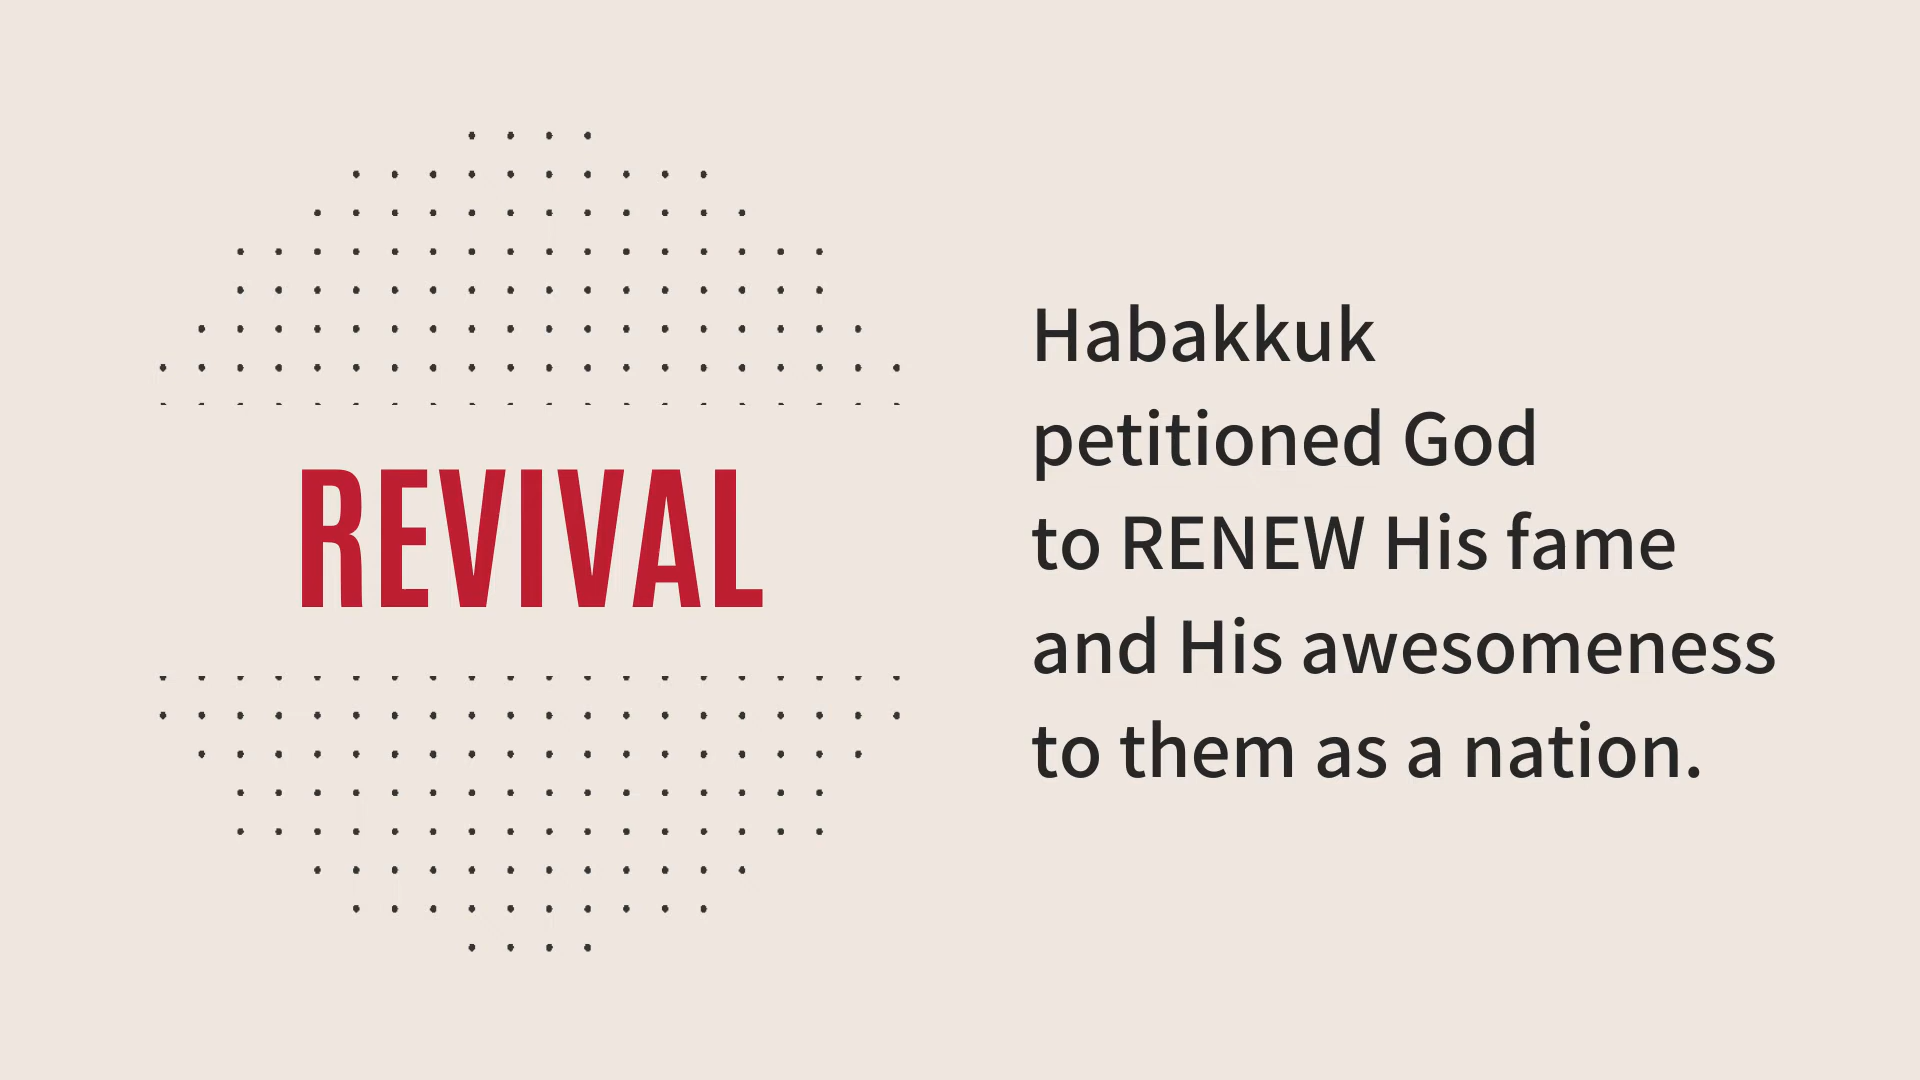 REVIVAL
Habakkuk
petitioned God
to RENEW His fame
and His awesomeness
to them as a nation.